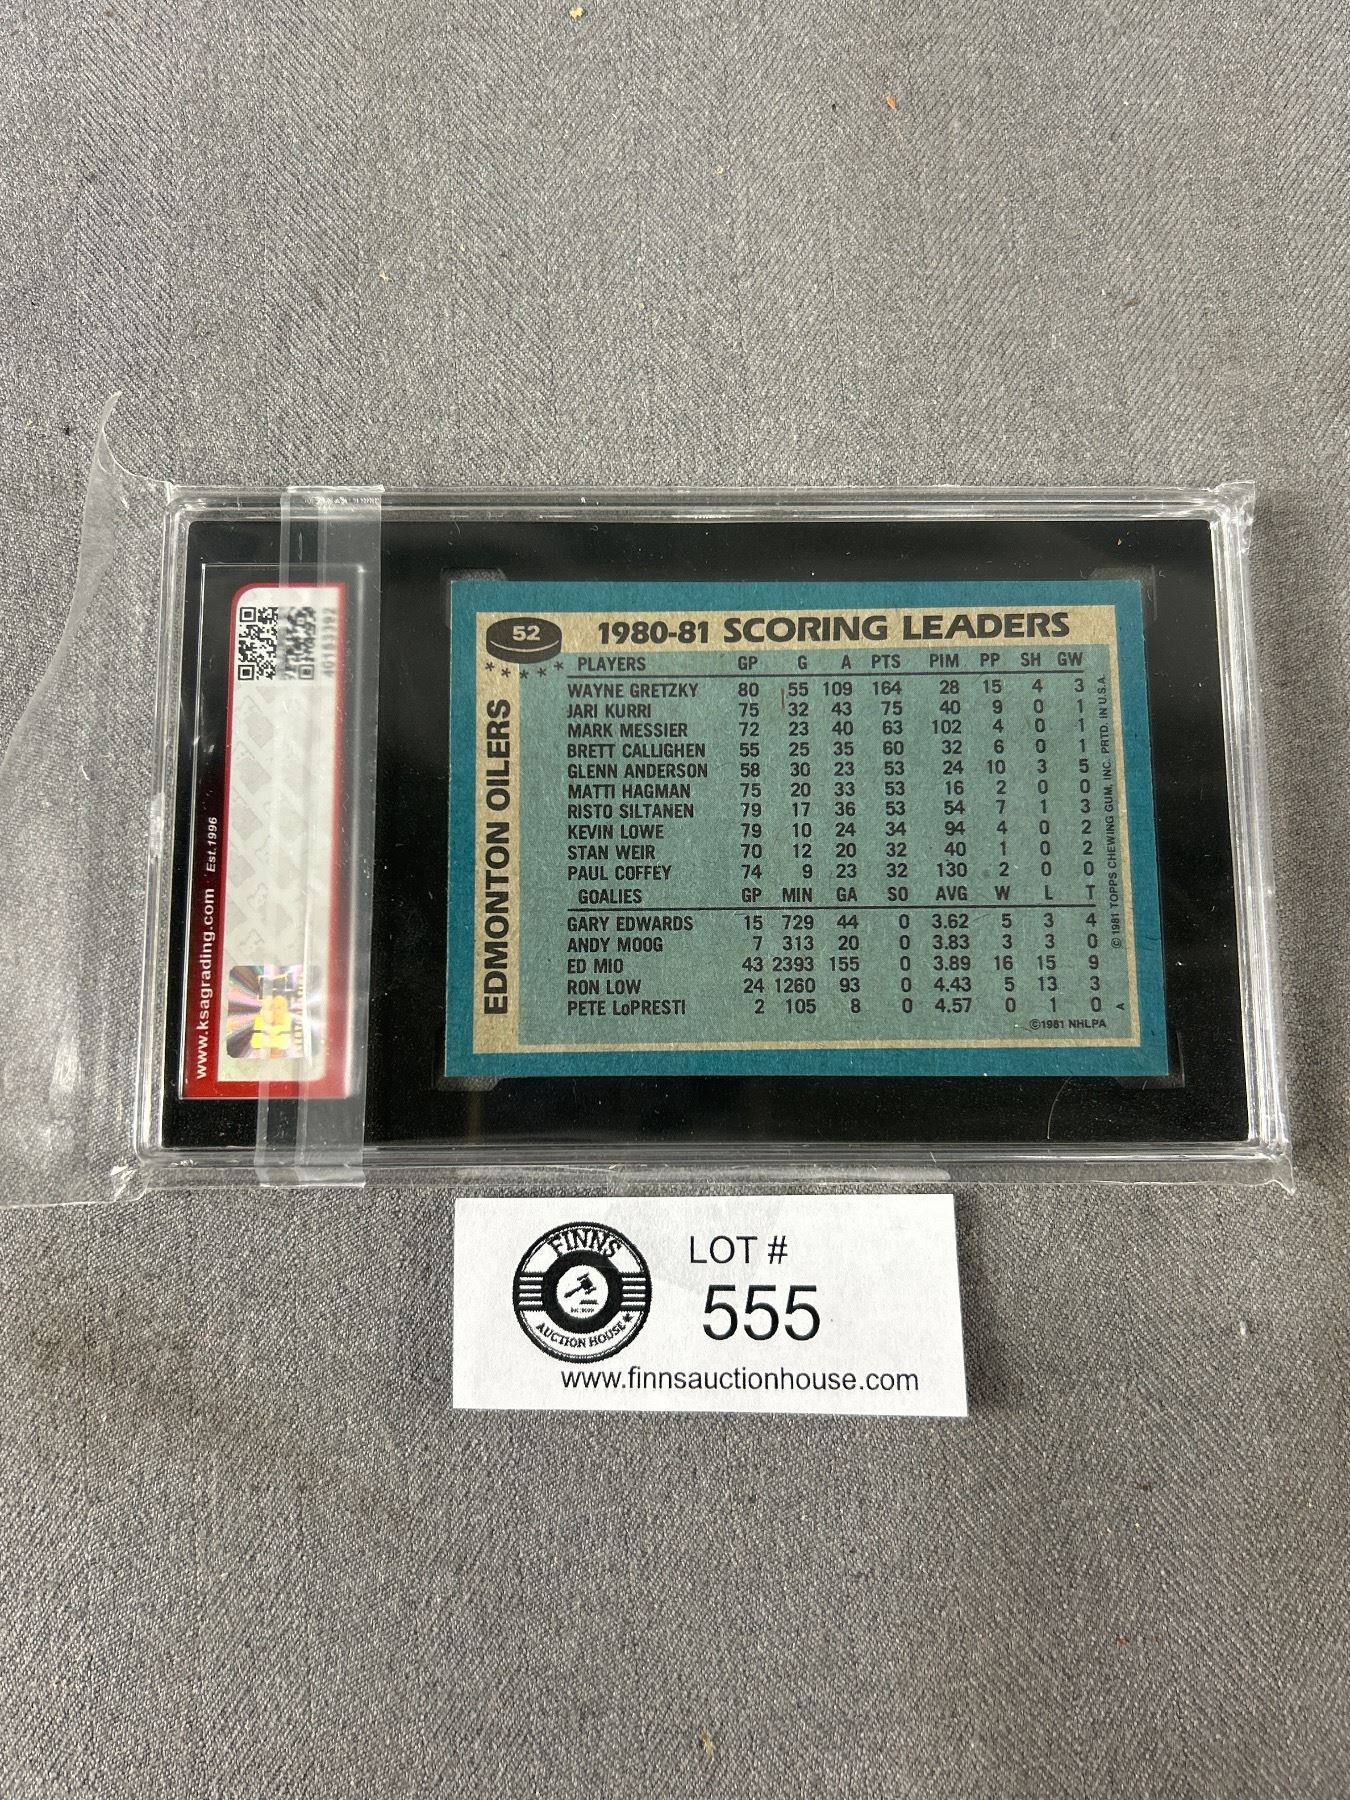 52
1980-81 SCORING LEADERS
EDMONTON OILERS
PLAYERS GP G A PTS PIM PP SH GW
WAYNE GRETZKY 80 55 109 164 28 15 4 3
JARI KURRI 75 32 43 75 40 9 0 1
MARK MESSIER 72 23 40 63 102 4 0 1
BRETT CALLIGHEN 55 25 35 60 32 6 0 1
GLENN ANDERSON 58 30 23 53 24 10 3 5
MATTI HAGMAN 75 20 33 53 16 2 0 0
RISTO SILTANEN 79 17 36 53 54 7 1 3
KEVIN LOWE 79 10 24 34 94 4 0 2
STAN WEIR 70 12 20 32 40 1 0 2
PAUL COFFEY 74 9 23 32 130 2 0 0
GOALIES GP MIN GA SO AVG W L T
GARY EDWARDS 15 729 44 0 3.62 5 3 4
ANDY MOOG 7 313 20 0 3.83 3 3 0
ED MIO 43 2393 155 0 3.89 16 15 9
RON LOW 24 1260 93 0 4.43 5 13 3
PETE LoPRESTI 2 105 8 0 4.57 0 1 0
©1981 NHLPA
A
© 1981 TOPPS CHEWING GUM, INC. PRTD. IN U.S.A.
www.ksagrading.com Est.1996
KSA
FINNS
AUCTION HOUSE
LOT #
555
www.finnsauctionhouse.com